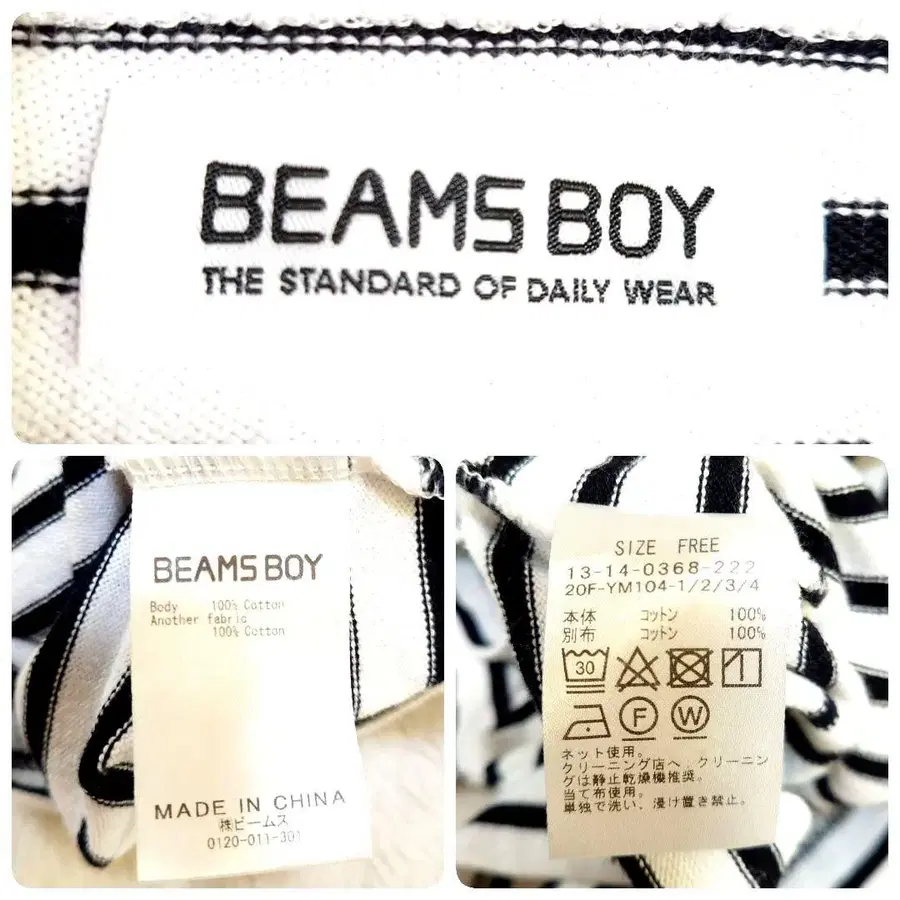 BEAMS BOY
THE STANDARD OF DAILY WEAR
BEAMS BOY
Body 100% Cotton
Another fabric
100% Cotton
MADE IN CHINA
㈱ビームス
0120-011-301
SIZE FREE
13-14-0368-222
20F-YM104-1/2/3/4
本体 コットン 100%
別布 コットン 100%
30
F
W
ネット使用。
クリーニング店へ、クリーニン
グは静止乾燥機推奨。
当て布使用。
単独で洗い、浸け置き禁止。